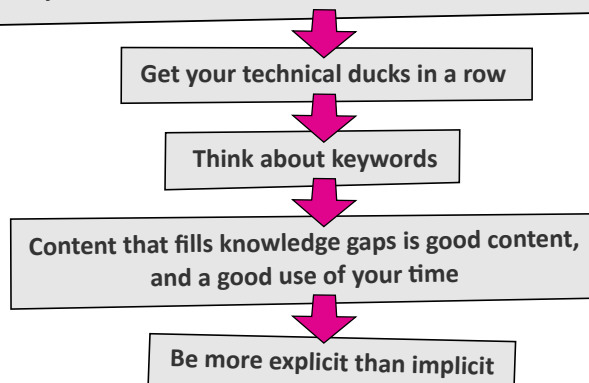 Get your technical ducks in a row
Think about keywords
Content that fills knowledge gaps is good content,
and a good use of your time
Be more explicit than implicit